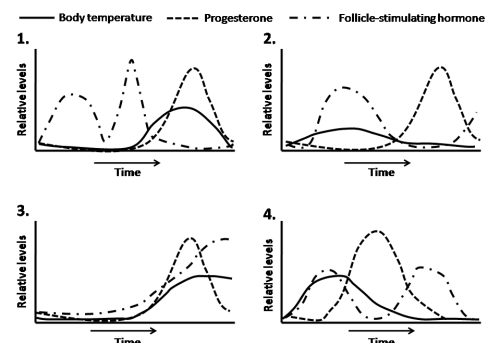 Body temperature Progesterone Follicle-stimulating hormone
1.
Relative levels
Time
2.
Relative levels
Time
3.
Relative levels
Time
4.
Relative levels
Time